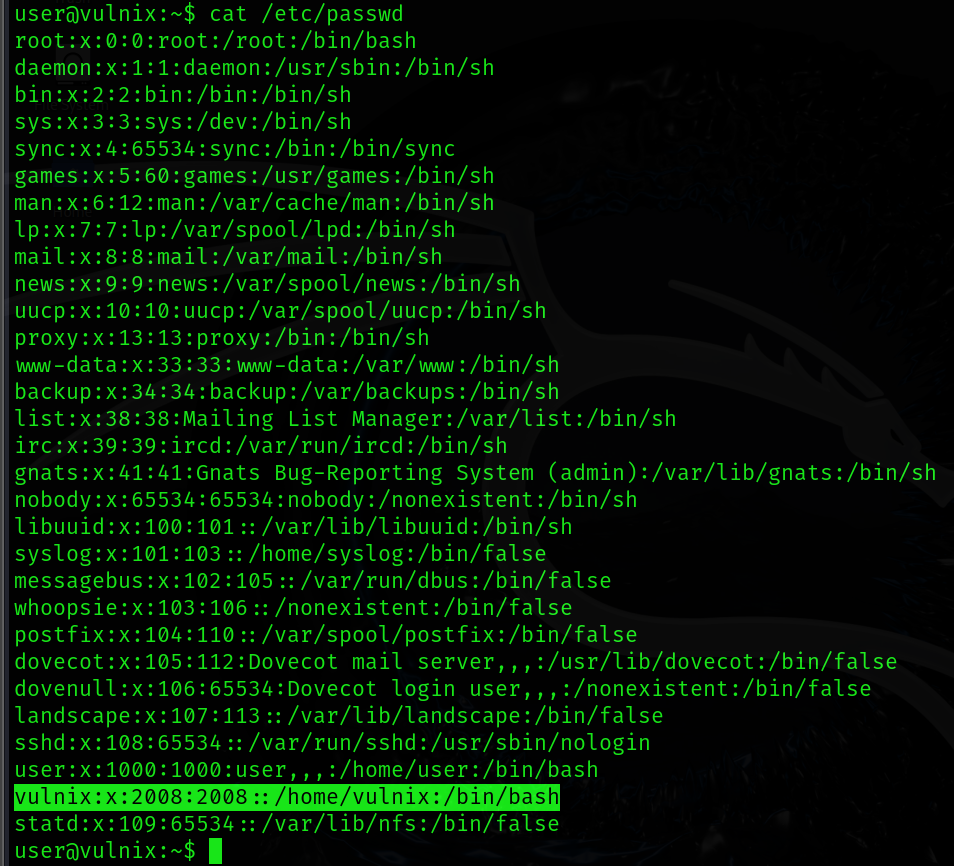 user@vulnix:~$ cat /etc/passwd
root:x:0:0:root:/root:/bin/bash
daemon:x:1:1:daemon:/usr/sbin:/bin/sh
bin:x:2:2:bin:/bin:/bin/sh
sys:x:3:3:sys:/dev:/bin/sh
sync:x:4:65534:sync:/bin:/bin/sync
games:x:5:60:games:/usr/games:/bin/sh
man:x:6:12:man:/var/cache/man:/bin/sh
lp:x:7:7:lp:/var/spool/lpd:/bin/sh
mail:x:8:8:mail:/var/mail:/bin/sh
news:x:9:9:news:/var/spool/news:/bin/sh
uucp:x:10:10:uucp:/var/spool/uucp:/bin/sh
proxy:x:13:13:proxy:/bin:/bin/sh
www-data:x:33:33:www-data:/var/www:/bin/sh
backup:x:34:34:backup:/var/backups:/bin/sh
list:x:38:38:Mailing List Manager:/var/list:/bin/sh
irc:x:39:39:ircd:/var/run/ircd:/bin/sh
gnats:x:41:41:Gnats Bug-Reporting System (admin):/var/lib/gnats:/bin/sh
nobody:x:65534:65534:nobody:/nonexistent:/bin/sh
libuuid:x:100:101::/var/lib/libuuid:/bin/sh
syslog:x:101:103::/home/syslog:/bin/false
messagebus:x:102:105::/var/run/dbus:/bin/false
whoopsie:x:103:106::/nonexistent:/bin/false
postfix:x:104:110::/var/spool/postfix:/bin/false
dovecot:x:105:112:Dovecot mail server,,,:/usr/lib/dovecot:/bin/false
dovenull:x:106:65534:Dovecot login user,,,:/nonexistent:/bin/false
landscape:x:107:113::/var/lib/landscape:/bin/false
sshd:x:108:65534::/var/run/sshd:/usr/sbin/nologin
user:x:1000:1000:user,,,:/home/user:/bin/bash
vulnix:x:2008:2008::/home/vulnix:/bin/bash
statd:x:109:65534::/var/lib/nfs:/bin/false
user@vulnix:~$